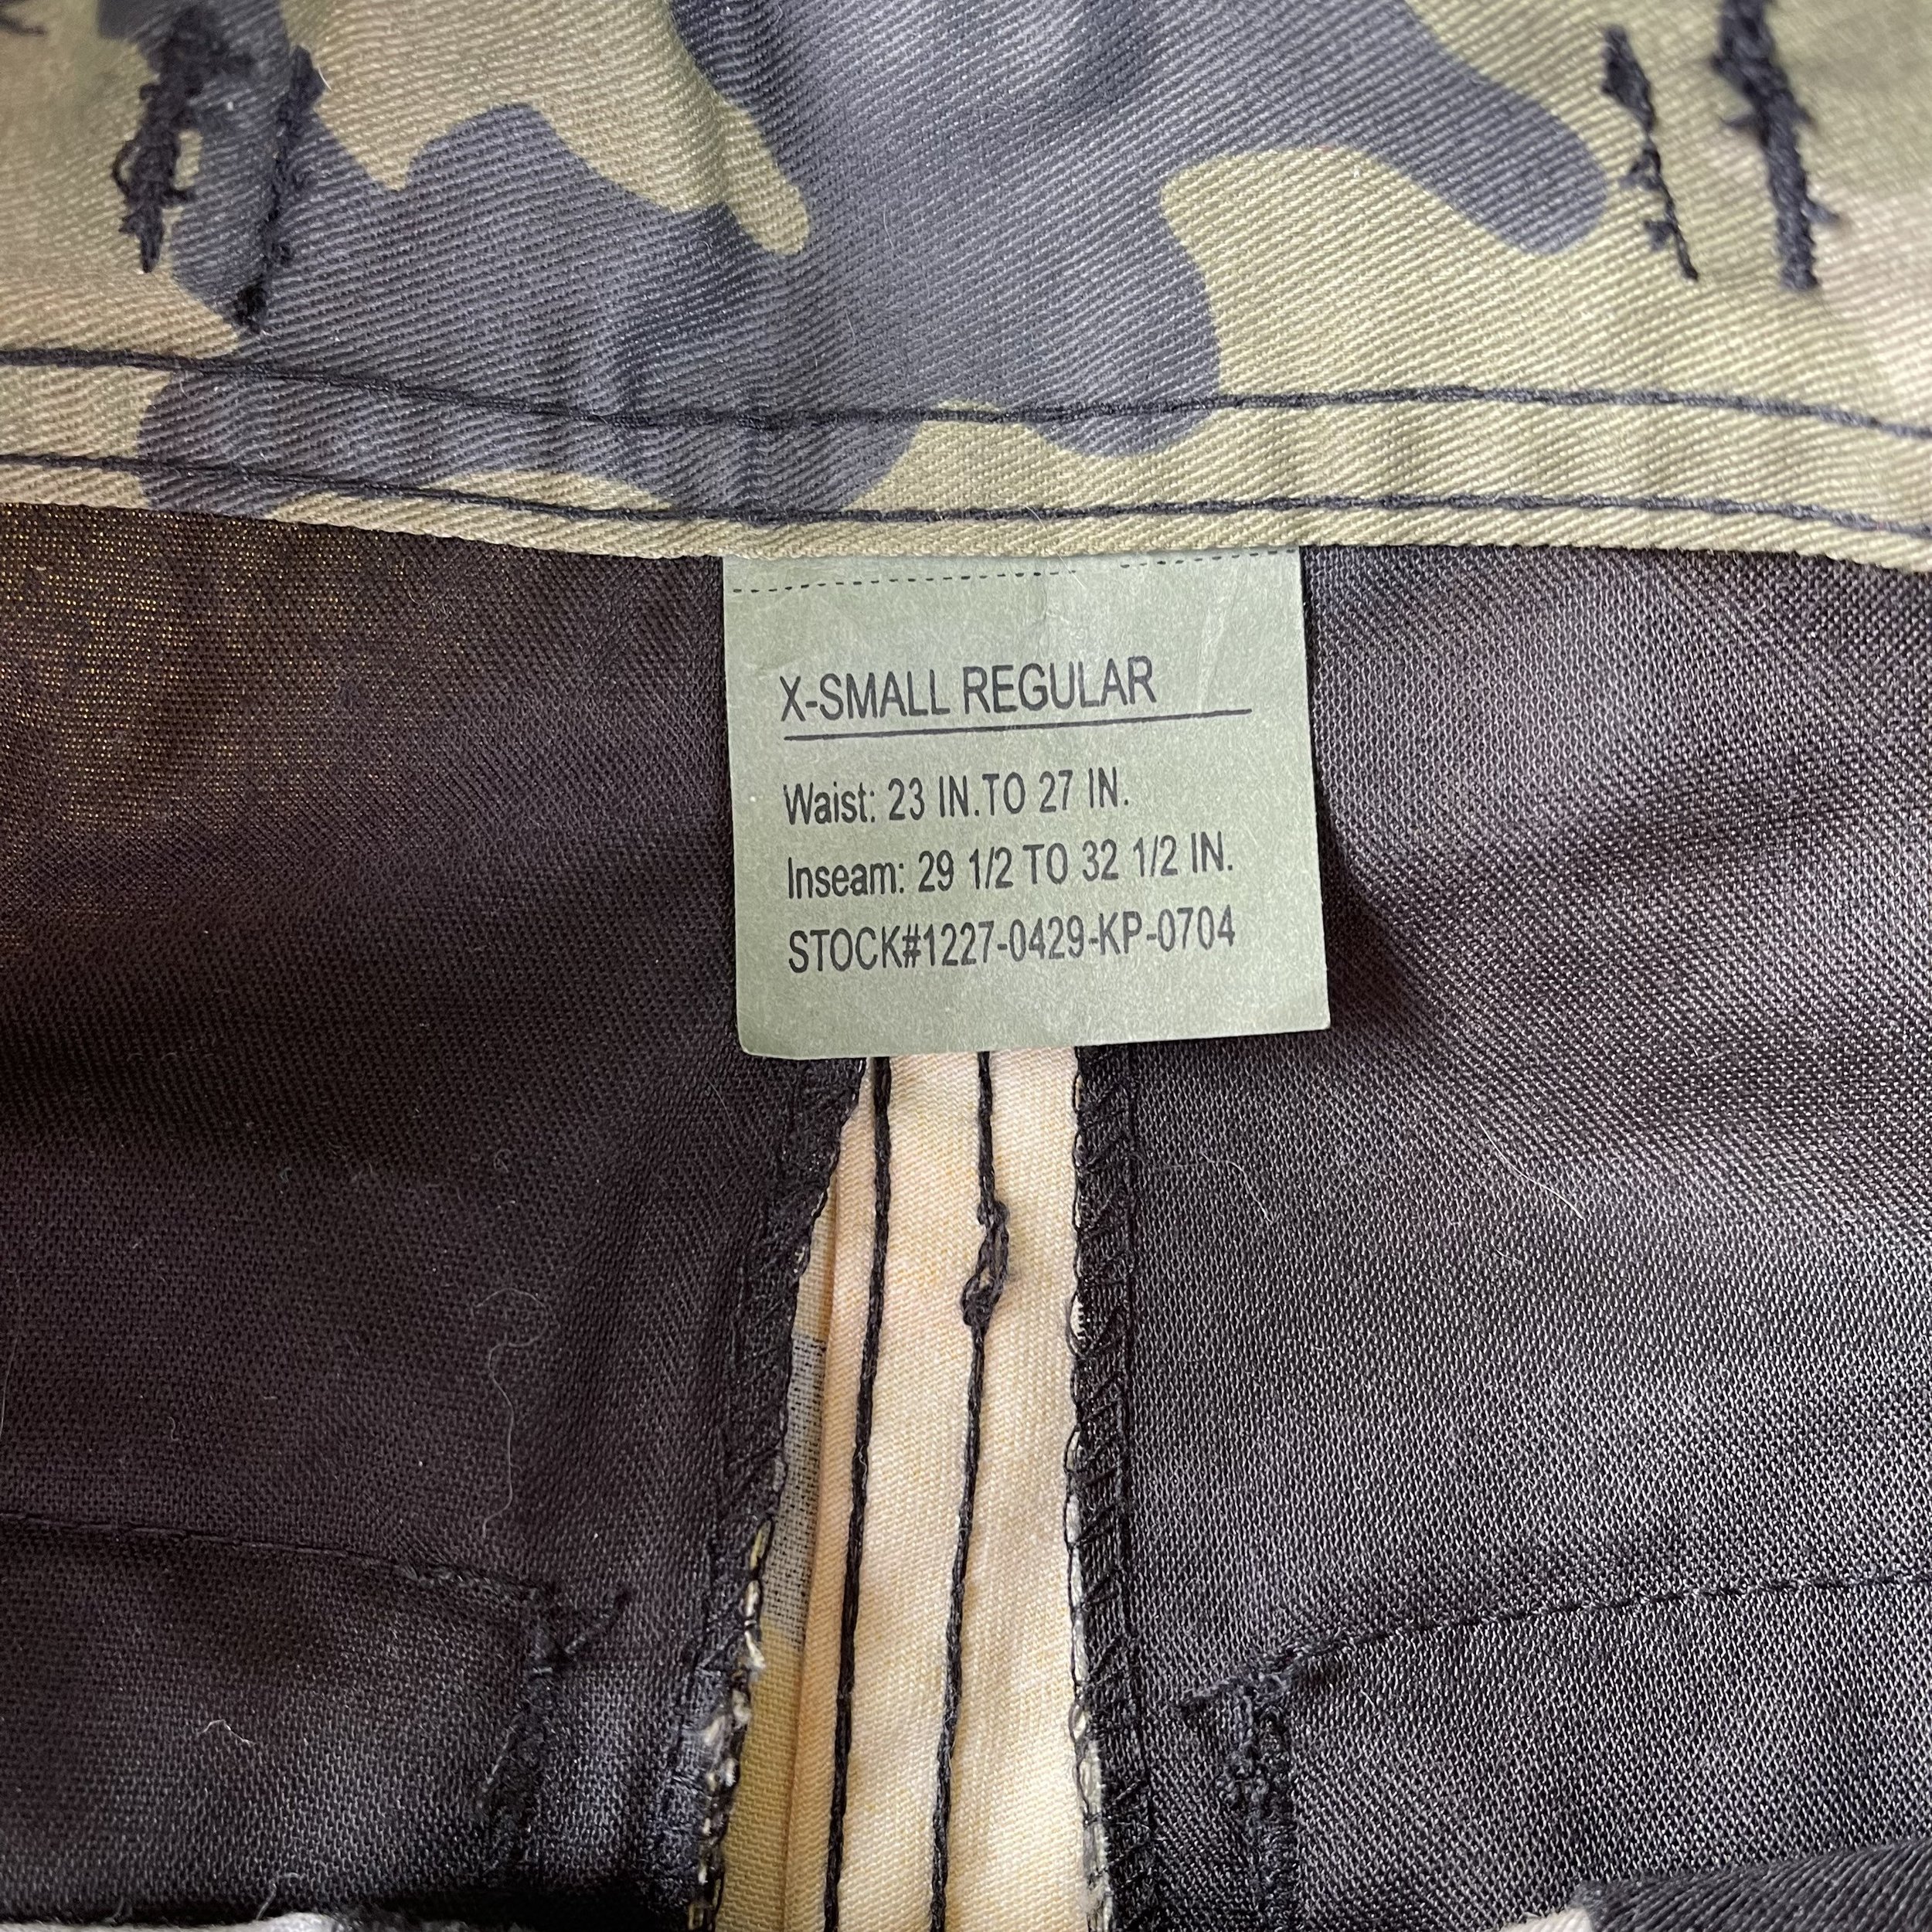 X-SMALL REGULAR
Waist: 23 IN.TO 27 IN.
Inseam: 29 1/2 TO 32 1/2 IN.
STOCK#1227-0429-KP-0704